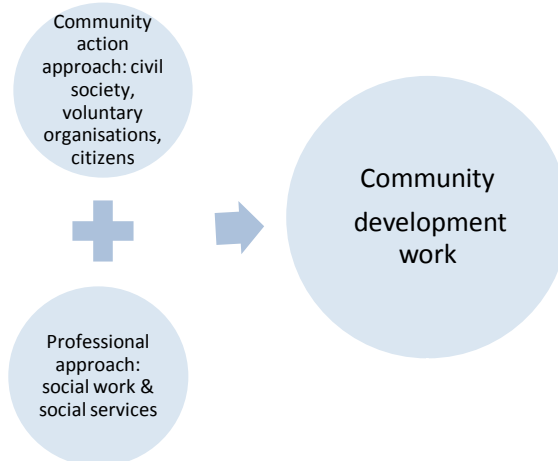 Community
action
approach: civil
society,
voluntary
organisations,
citizens
Community
development
work
Professional
approach:
social work &
social services